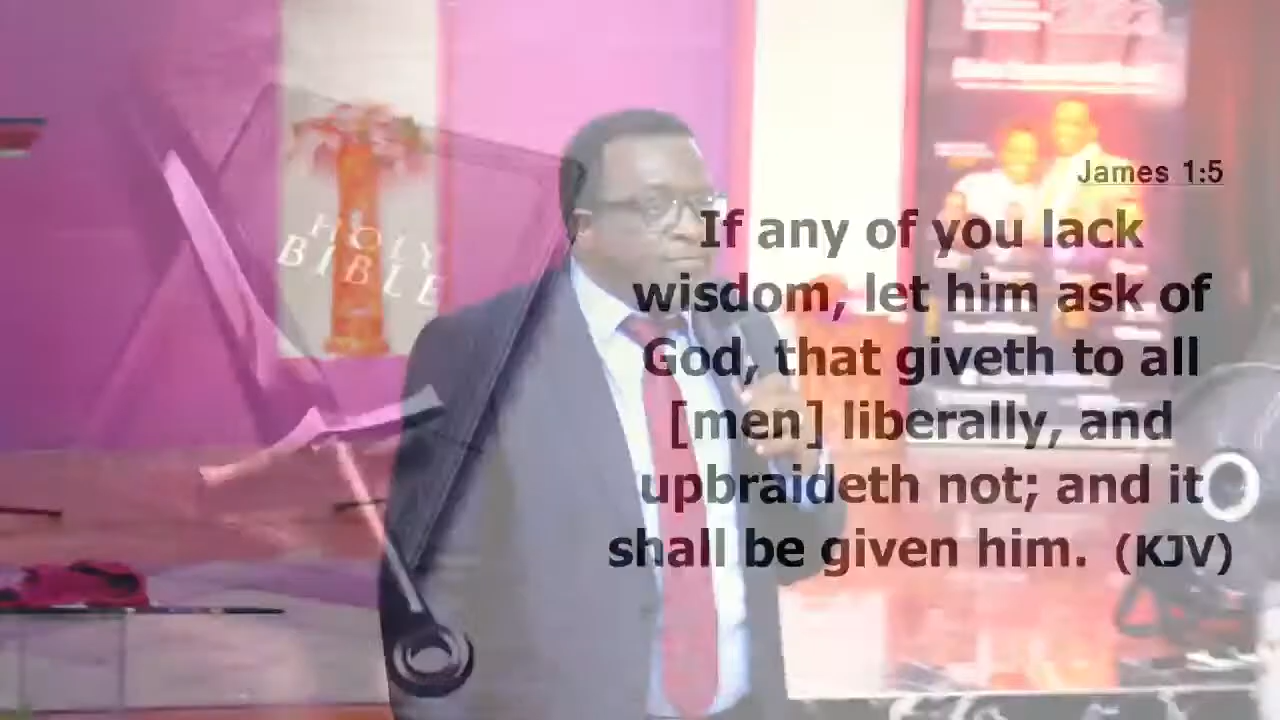 HOLY
BIBLE
James 1:5
If any of you lack
wisdom, let him ask of
God, that giveth to all
[men] liberally, and
upbraideth not; and it
shall be given him. (KJV)